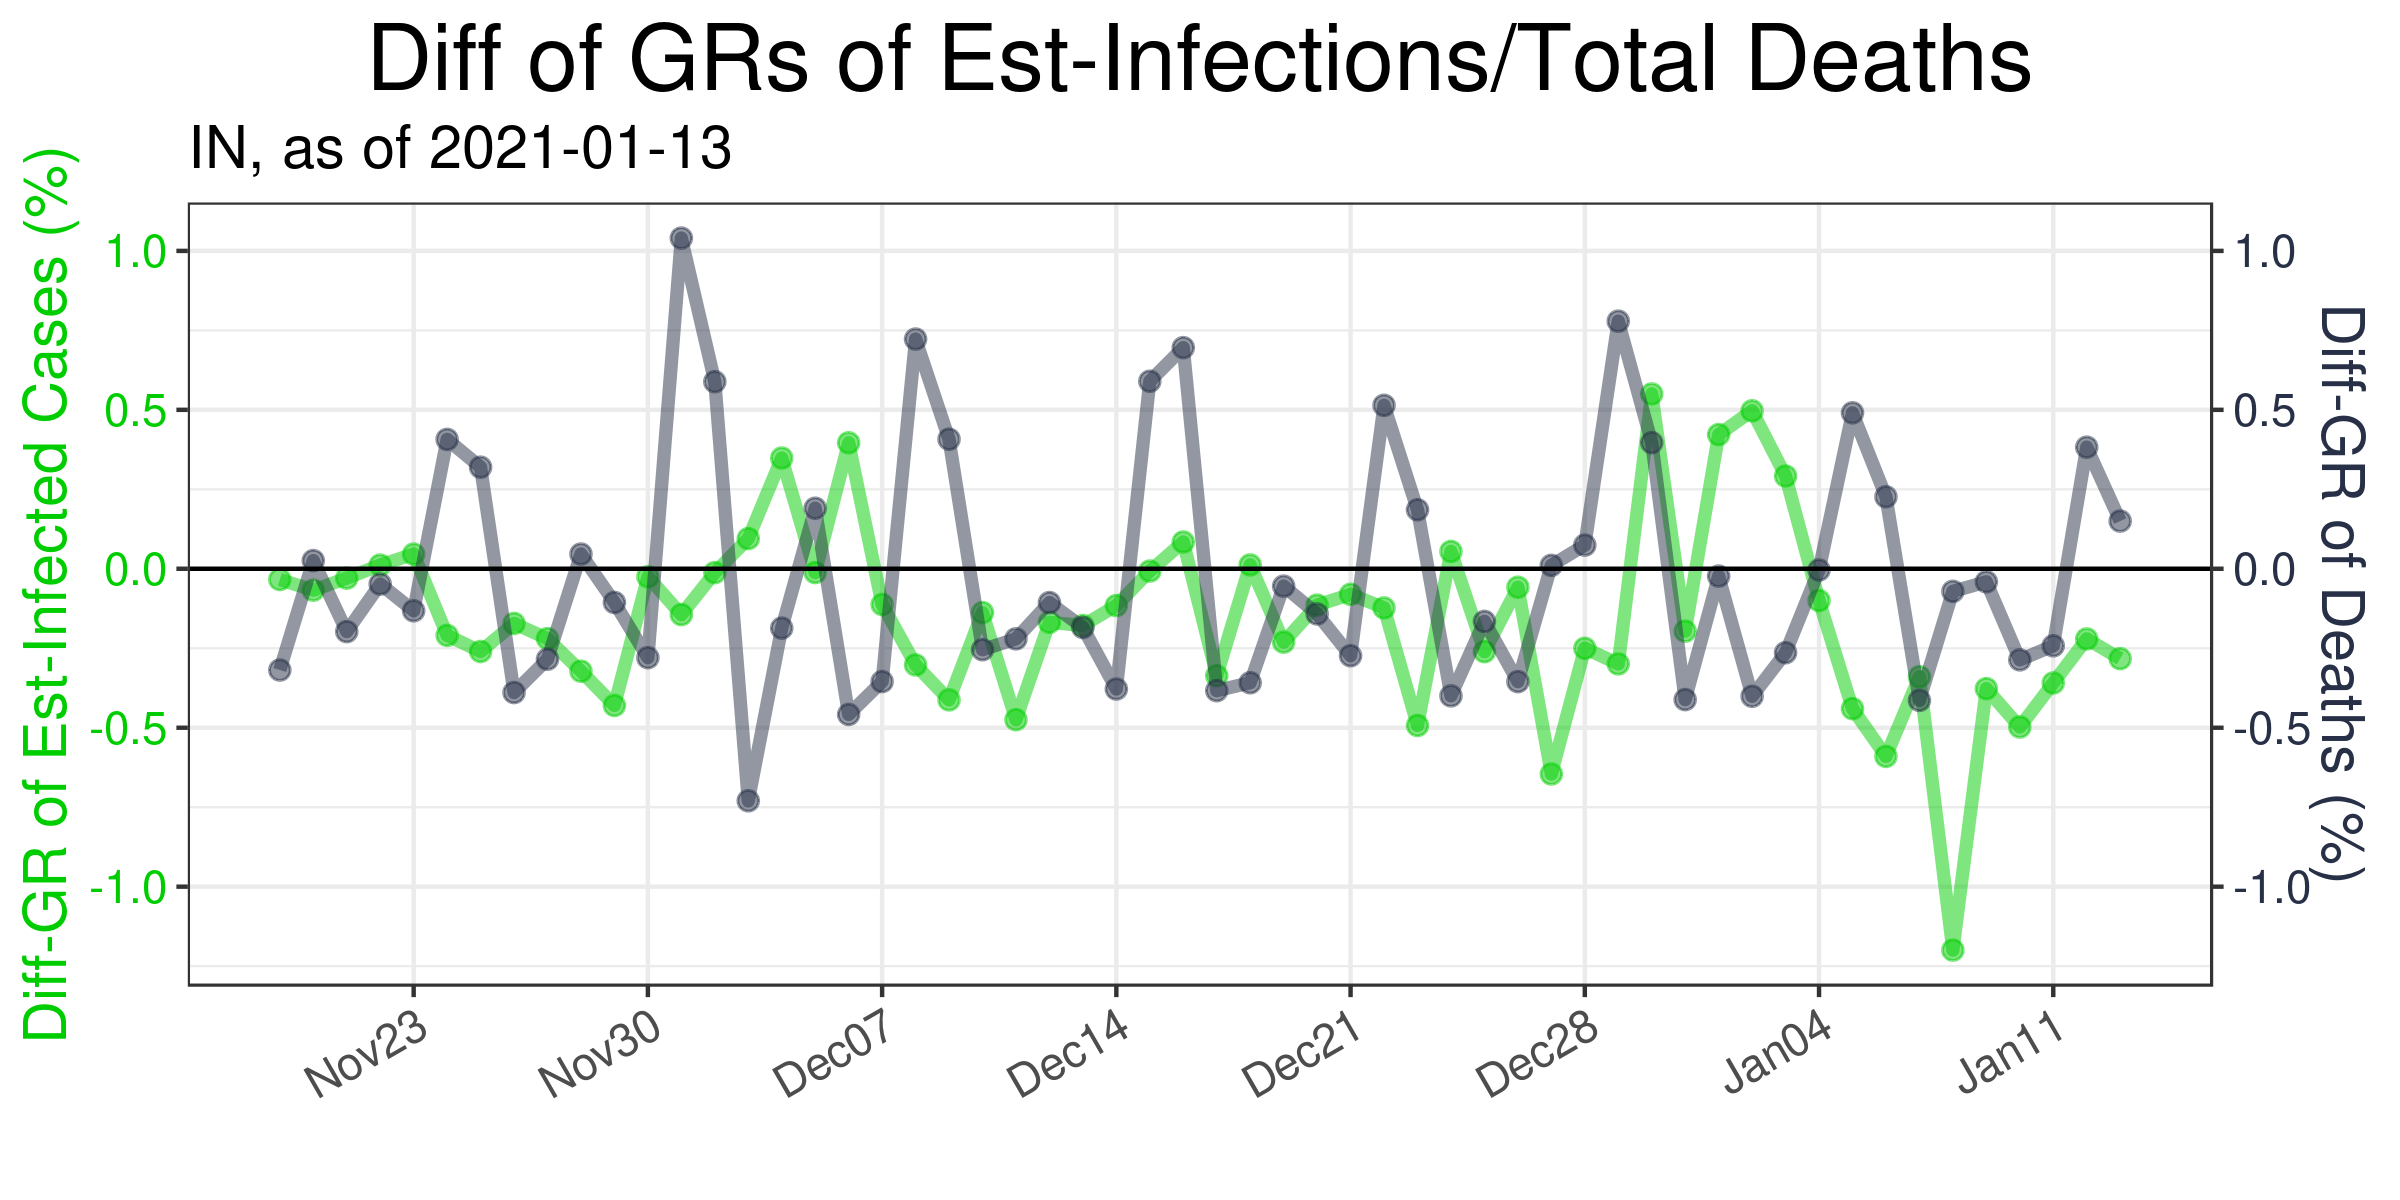 Diff of GRs of Est-Infections/Total Deaths
IN, as of 2021-01-13
Diff-GR of Est-Infected Cases (%)
1.0
0.5
0.0
-0.5
-1.0
1.0
0.5
0.0
-0.5
-1.0
Diff-GR of Deaths (%)
Nov23
Nov30
Dec07
Dec14
Dec21
Dec28
Jan04
Jan11